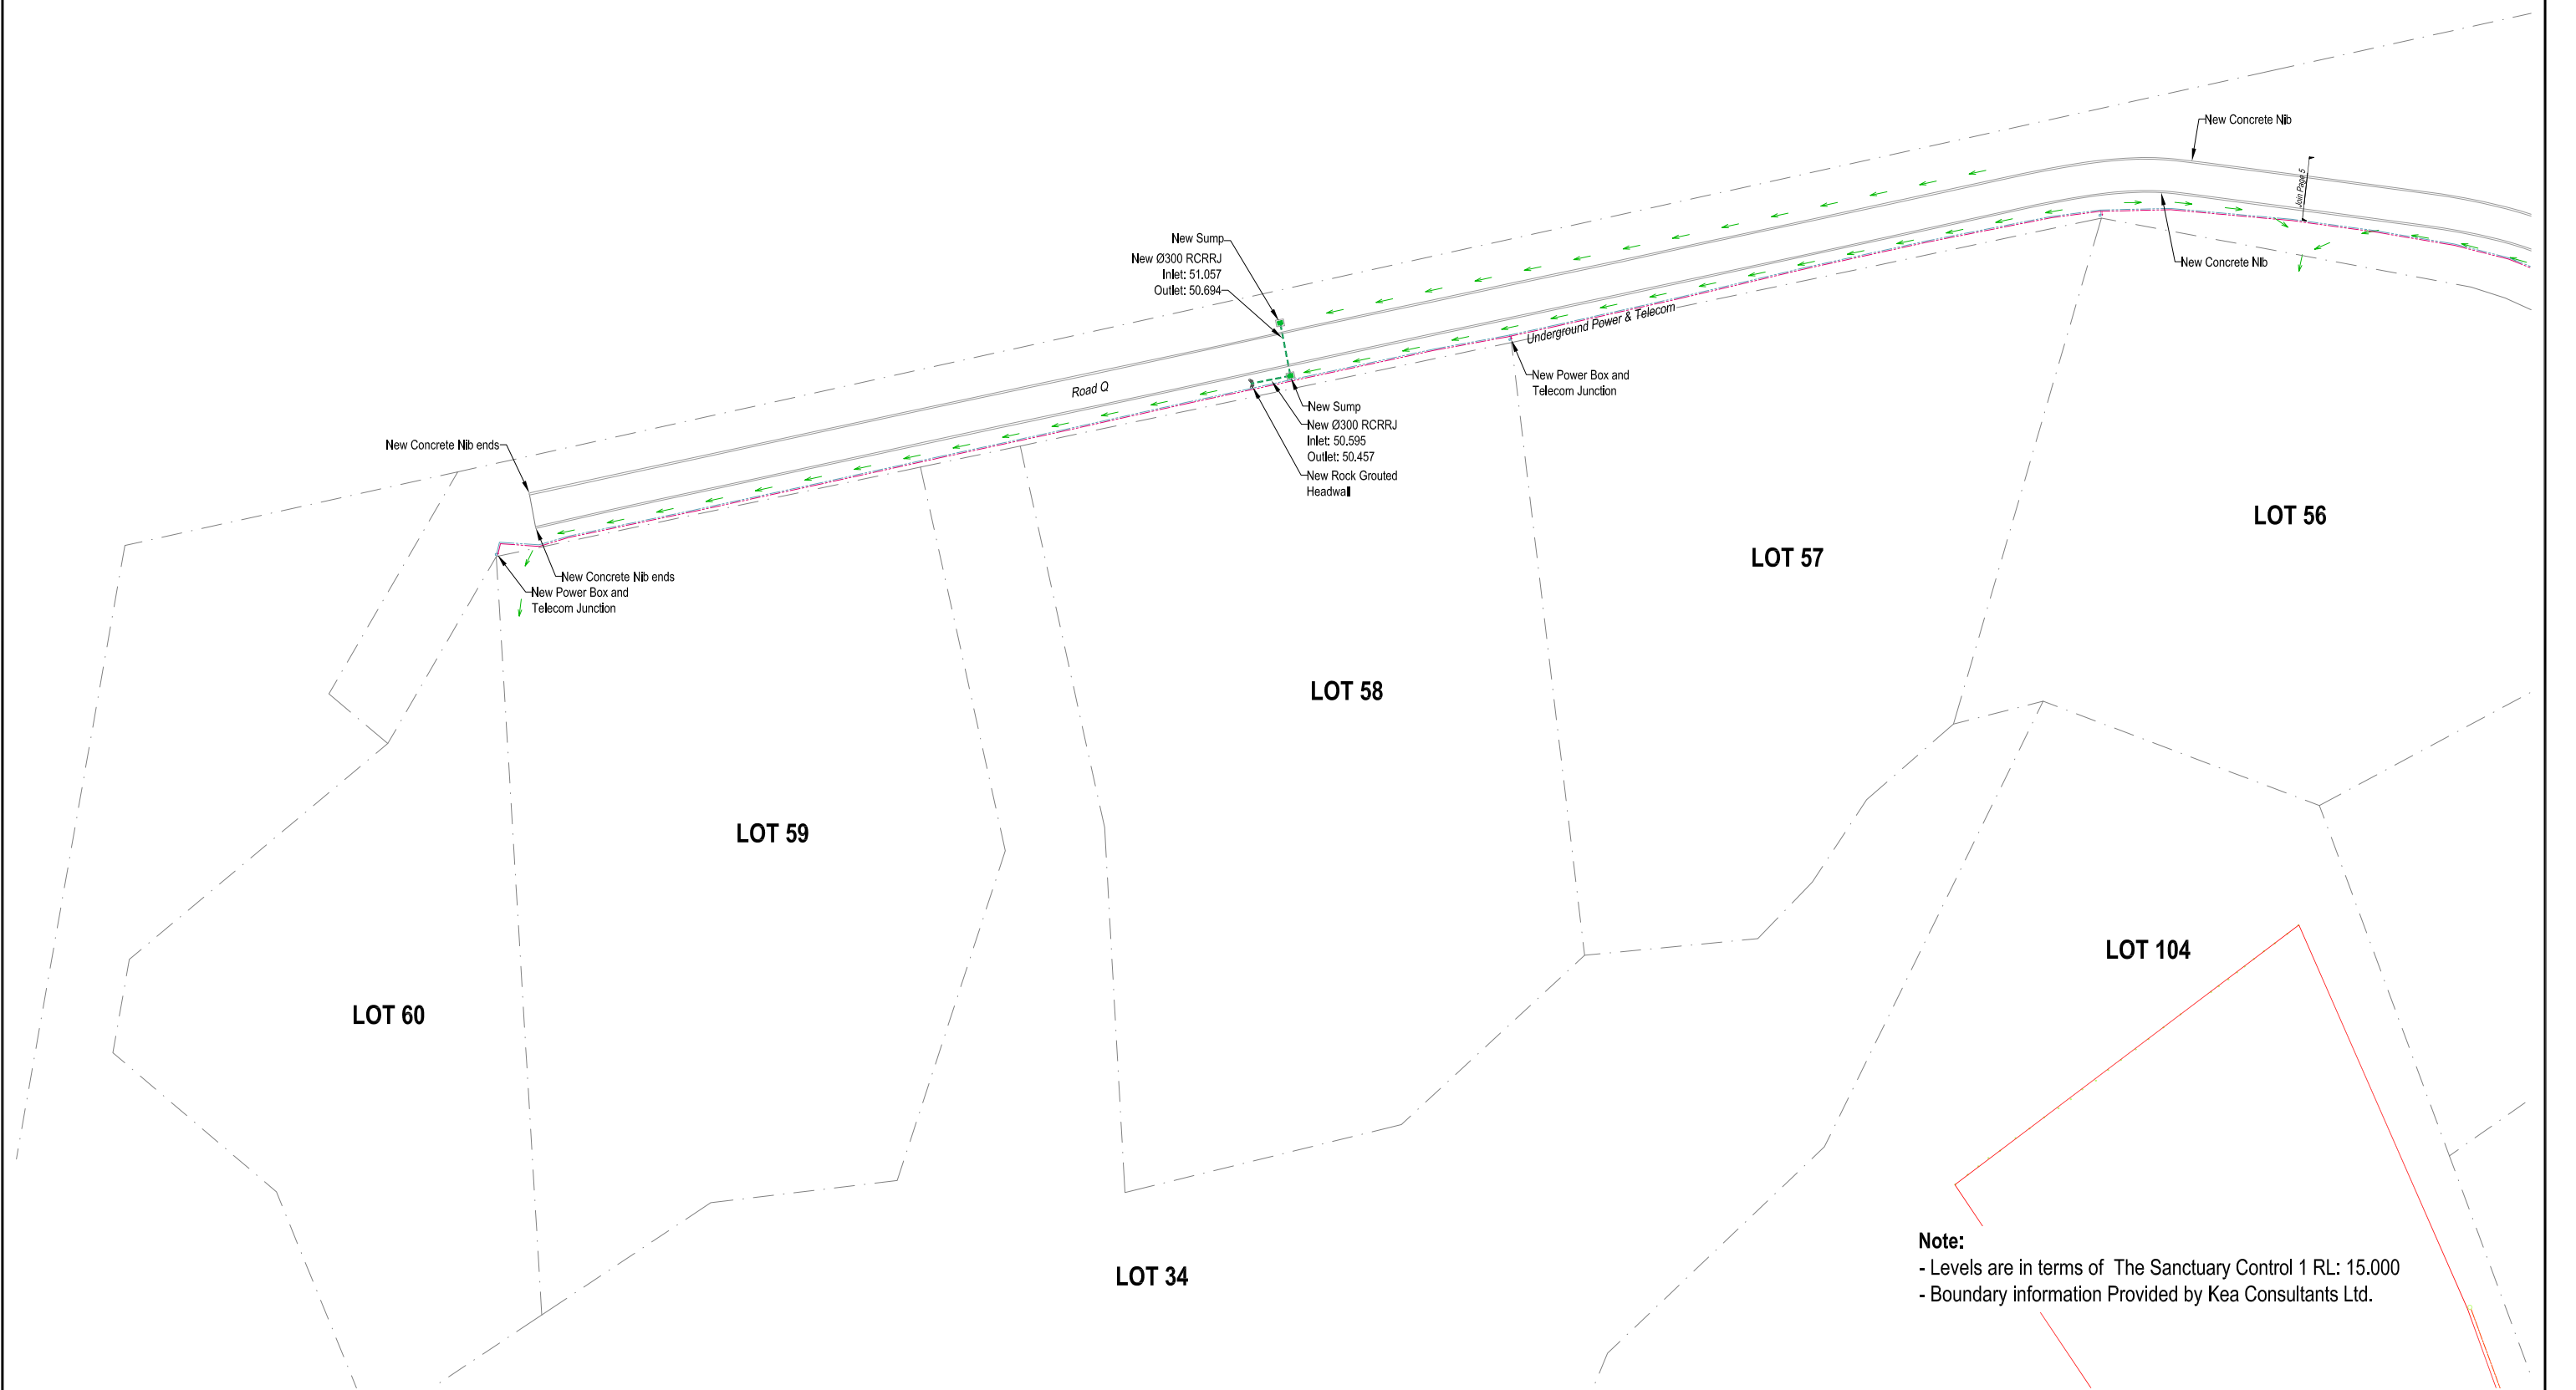 New Concrete Nib
Join Page 5
New Sump
New Ø300 RCRRJ
Inlet: 51.057
Outlet: 50.694
New Concrete NIb
Underground Power & Telecom
New Power Box and
Telecom Junction
Road Q
New Sump
New Ø300 RCRRJ
Inlet: 50.595
Outlet: 50.457
New Rock Grouted
Headwall
New Concrete Nib ends
New Concrete Nib ends
New Power Box and
Telecom Junction
LOT 56
LOT 57
LOT 58
LOT 59
LOT 104
LOT 60
LOT 34
Note:
- Levels are in terms of The Sanctuary Control 1 RL: 15.000
- Boundary information Provided by Kea Consultants Ltd.